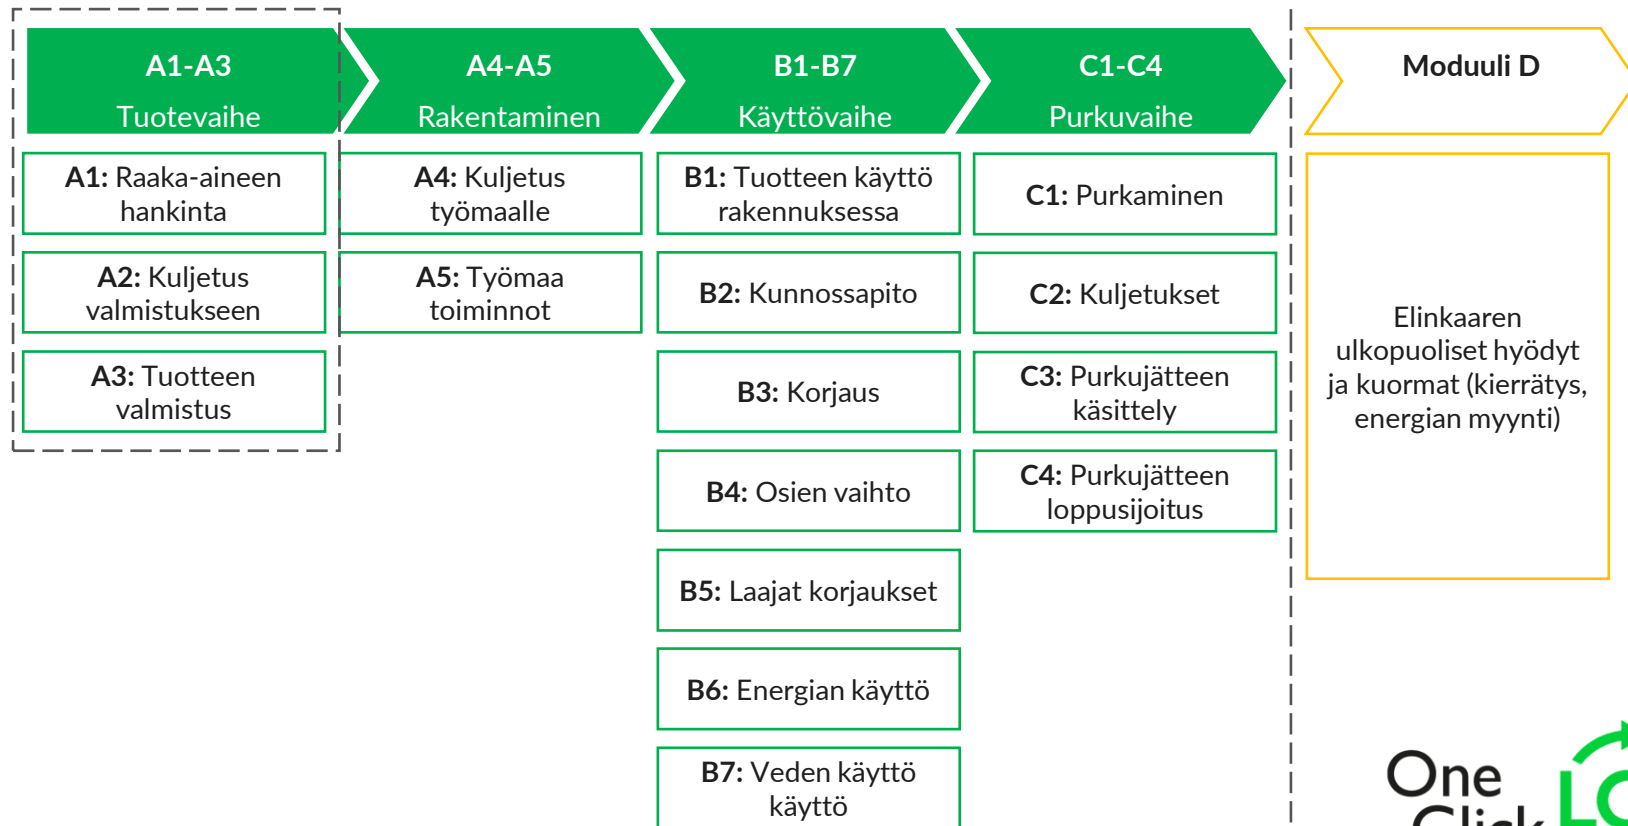 A1-A3
Tuotevaihe
A4-A5
Rakentaminen
B1-B7
Käyttövaihe
C1-C4
Purkuvaihe
Moduuli D
A1: Raaka-aineen
hankinta
A2: Kuljetus
valmistukseen
A3: Tuotteen
valmistus
A4: Kuljetus
työmaalle
A5: Työmaa
toiminnot
B1: Tuotteen käyttö
rakennuksessa
B2: Kunnossapito
B3: Korjaus
B4: Osien vaihto
B5: Laajat korjaukset
B6: Energian käyttö
B7: Veden käyttö
käyttö
C1: Purkaminen
C2: Kuljetukset
C3: Purkujätteen
käsittely
C4: Purkujätteen
loppusijoitus
Elinkaaren
ulkopuoliset hyödyt
ja kuormat (kierrätys,
energian myynti)
One
Click